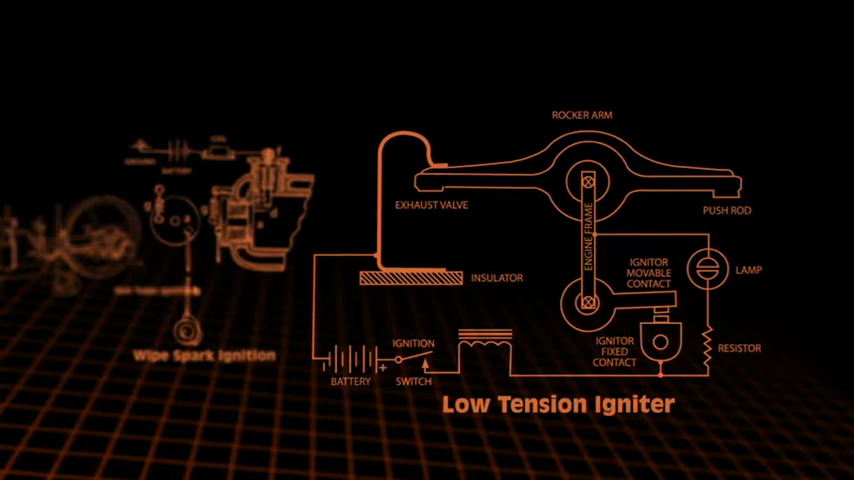 ROCKER ARM
EXHAUST VALVE
PUSH ROD
ENGINE FRAME
INSULATOR
IGNITOR
MOVABLE
CONTACT
LAMP
IGNITOR
FIXED
CONTACT
RESISTOR
IGNITION
SWITCH
BATTERY
- +
Low Tension Igniter
BATTERY
Wipe Spark Ignition